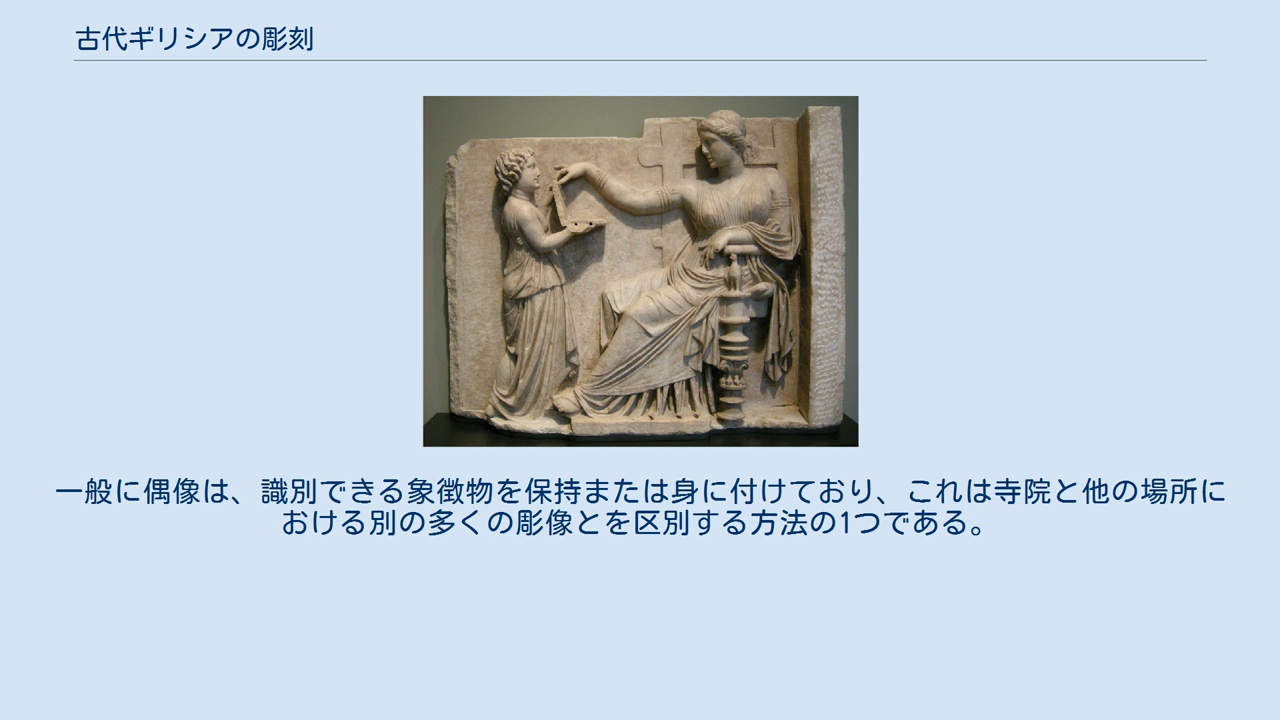 古代ギリシアの彫刻
一般に偶像は、識別できる象徴物を保持または身に付けており、これは寺院と他の場所に
おける別の多くの彫像とを区別する方法の1つである。